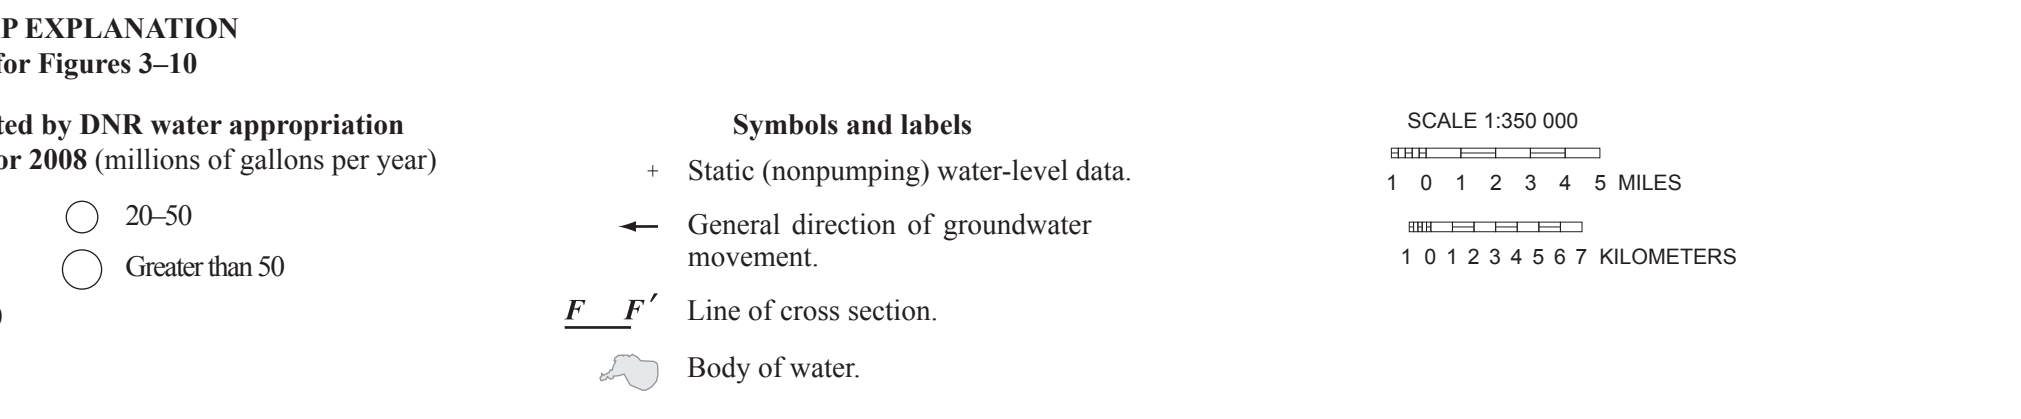 P EXPLANATION
for Figures 3–10
ted by DNR water appropriation
or 2008 (millions of gallons per year)
20–50
Greater than 50
)
Symbols and labels
+ Static (nonpumping) water-level data.
General direction of groundwater
movement.
F F′ Line of cross section.
Body of water.
SCALE 1:350 000
1 0 1 2 3 4 5 MILES
1 0 1 2 3 4 5 6 7 KILOMETERS